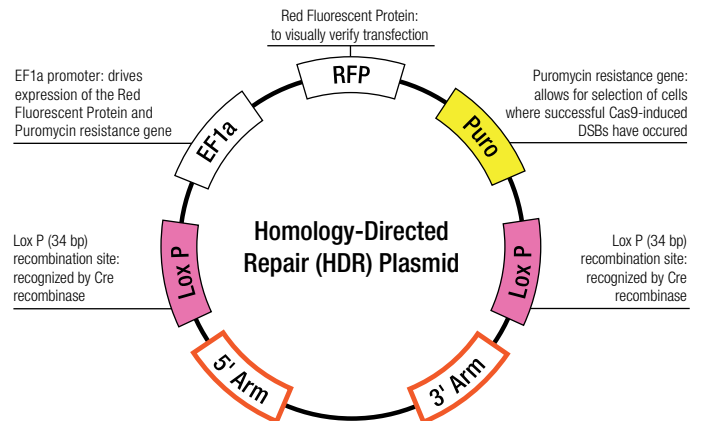 Red Fluorescent Protein:
to visually verify transfection
EF1a promoter: drives
expression of the Red
Fluorescent Protein and
Puromycin resistance gene
RFP
Puromycin resistance gene:
allows for selection of cells
where successful Cas9-induced
DSBs have occured
EF1a
Puro
Lox P (34 bp)
recombination site:
recognized by Cre
recombinase
Lox P
Homology-Directed
Repair (HDR) Plasmid
Lox P
Lox P (34 bp)
recombination site:
recognized by Cre
recombinase
5' Arm
3' Arm